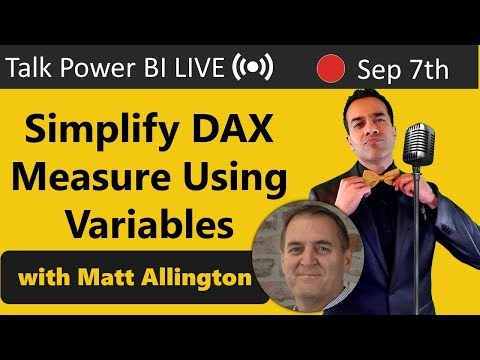 Talk Power BI LIVE
Sep 7th
Simplify DAX
Measure Using
Variables
with Matt Allington